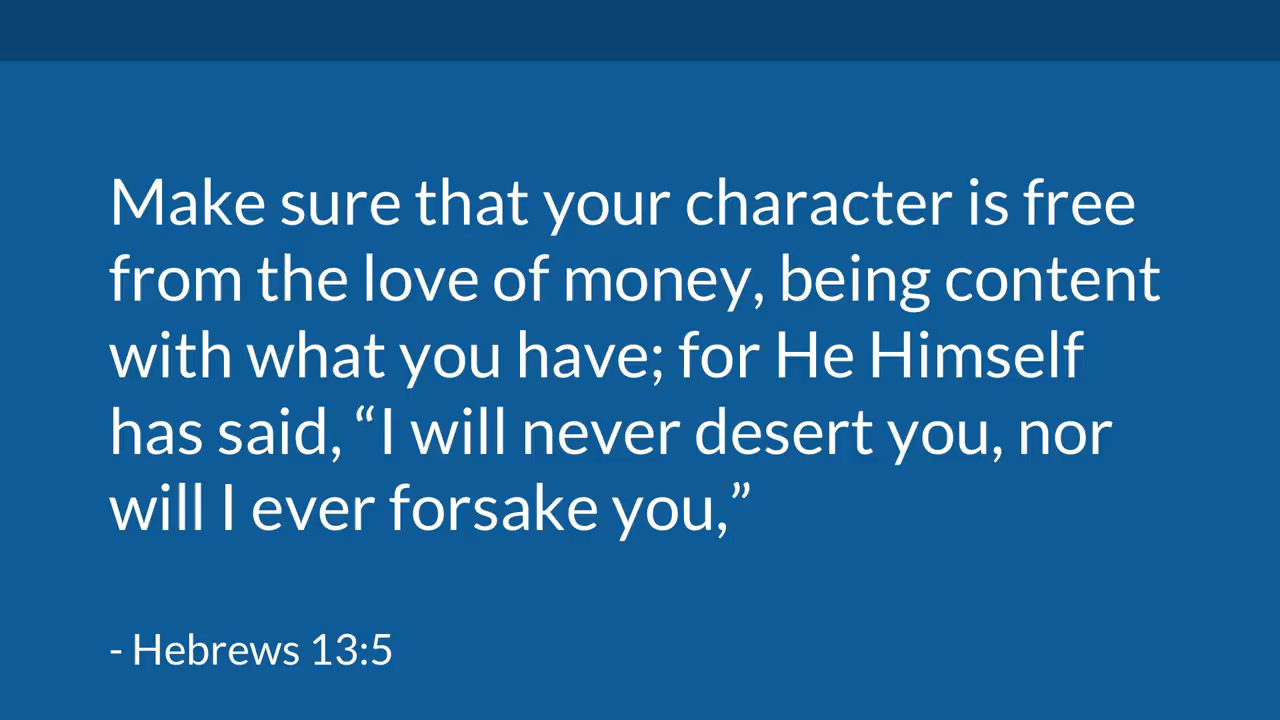 Make sure that your character is free
from the love of money, being content
with what you have; for He Himself
has said, “I will never desert you, nor
will I ever forsake you,”
- Hebrews 13:5